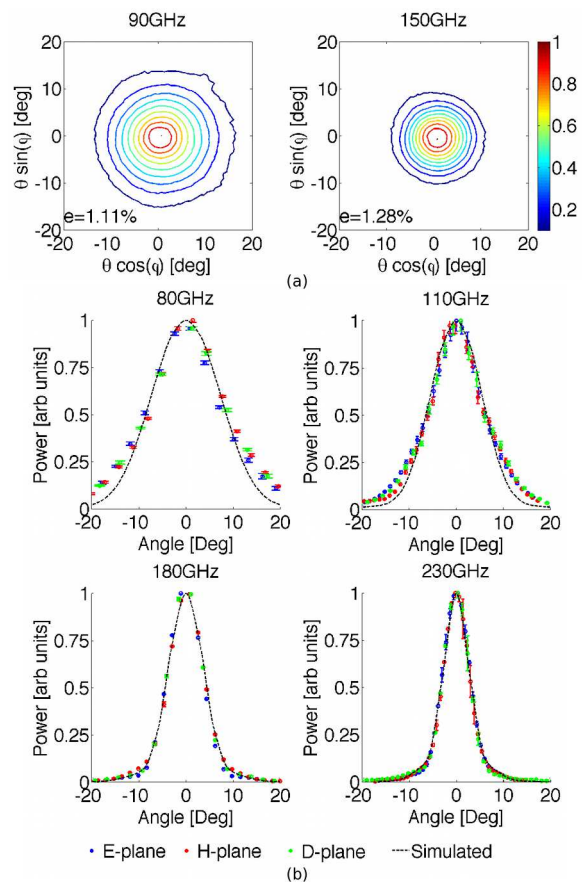 90GHz
150GHz
20
10
0
-10
-20
-20 -10 0 10 20
θ sin(φ) [deg]
θ cos(φ) [deg]
e=1.11%
20
10
0
-10
-20
-20 -10 0 10 20
θ sin(φ) [deg]
θ cos(φ) [deg]
e=1.28%
1
0.8
0.6
0.4
0.2
(a)
80GHz
110GHz
1
0.75
0.5
0.25
0
-20 -10 0 10 20
Power [arb units]
Angle [Deg]
1
0.75
0.5
0.25
0
-20 -10 0 10 20
Power [arb units]
Angle [Deg]
180GHz
230GHz
1
0.75
0.5
0.25
0
-20 -10 0 10 20
Power [arb units]
Angle [Deg]
1
0.75
0.5
0.25
0
-20 -10 0 10 20
Power [arb units]
Angle [Deg]
E-plane H-plane D-plane Simulated
(b)